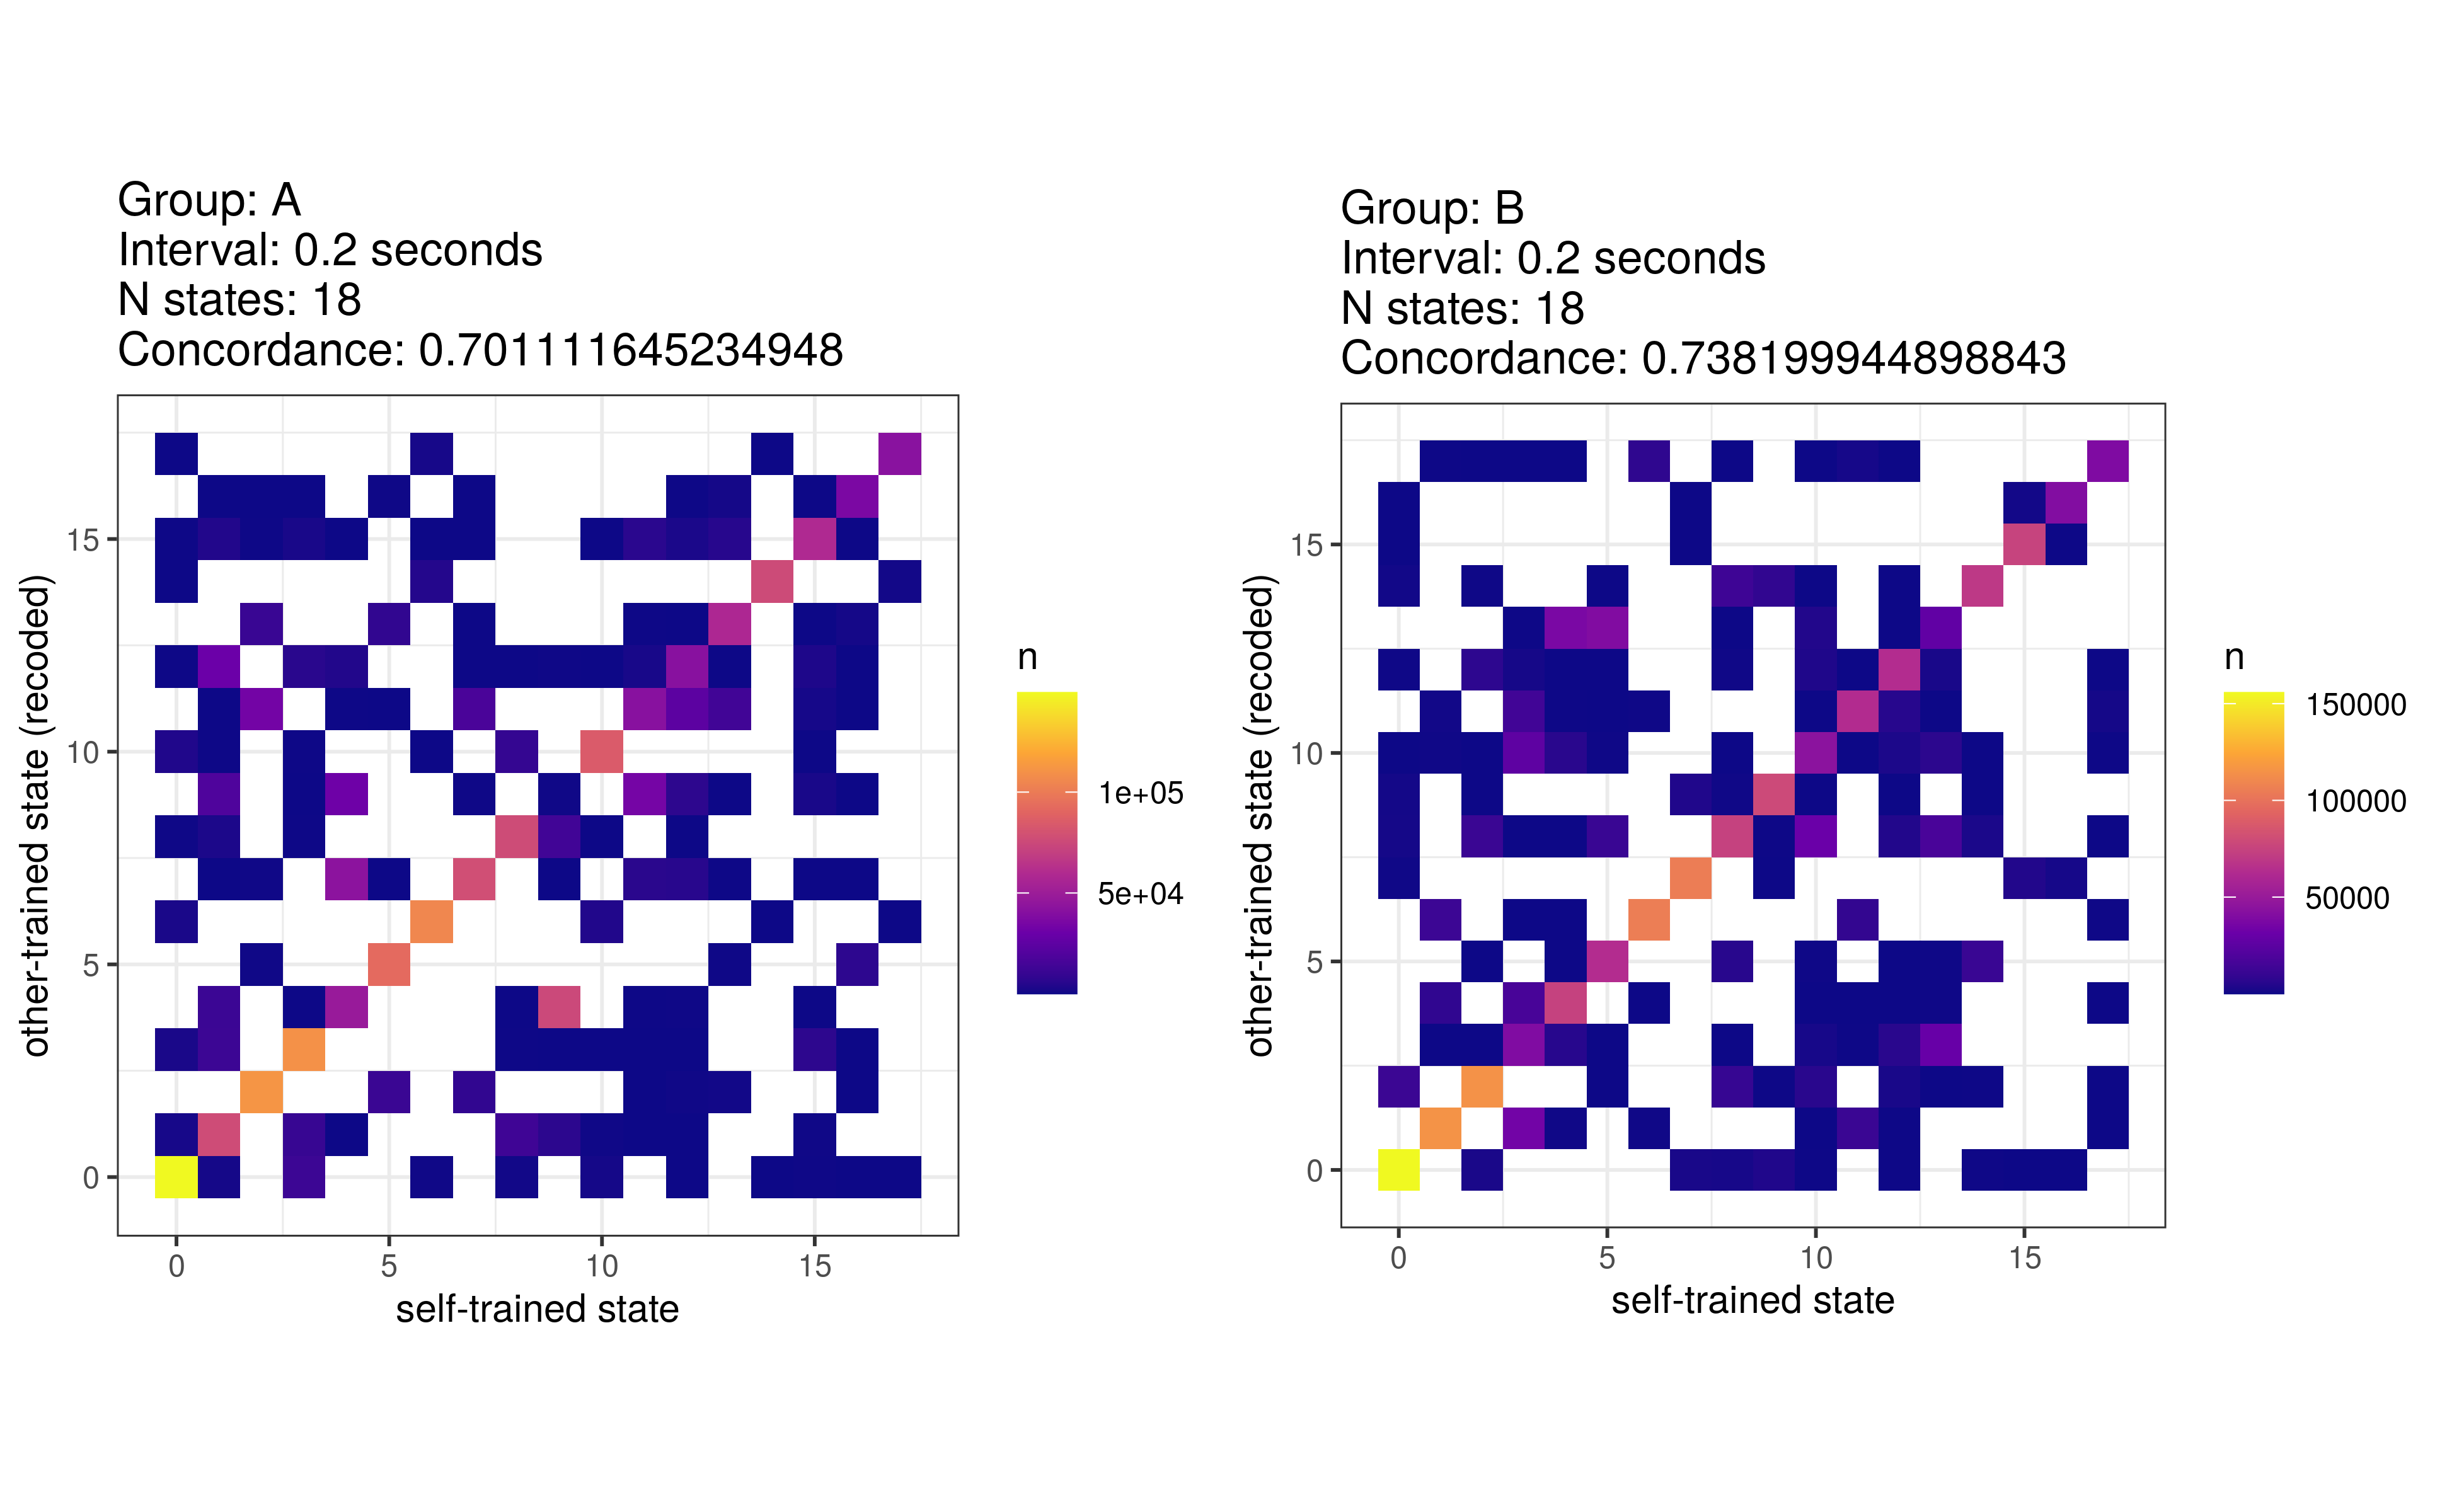 Group: A
Interval: 0.2 seconds
N states: 18
Concordance: 0.701111645234948
other-trained state (recoded)
15
10
5
0
0 5 10 15
self-trained state
n
1e+05
5e+04
Group: B
Interval: 0.2 seconds
N states: 18
Concordance: 0.738199944898843
other-trained state (recoded)
15
10
5
0
0 5 10 15
self-trained state
n
150000
100000
50000